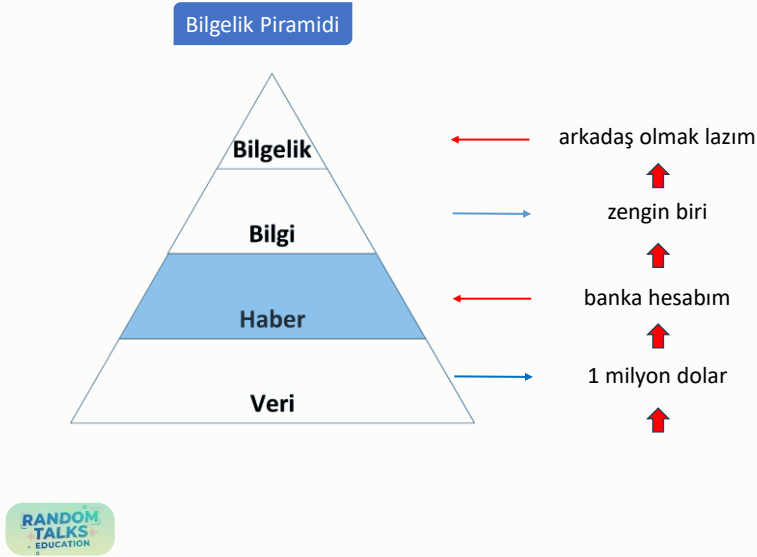 Bilgelik Piramidi
Bilgelik
arkadaş olmak lazım
Bilgi
zengin biri
Haber
banka hesabım
Veri
1 milyon dolar
RANDOM
TALKS
EDUCATION